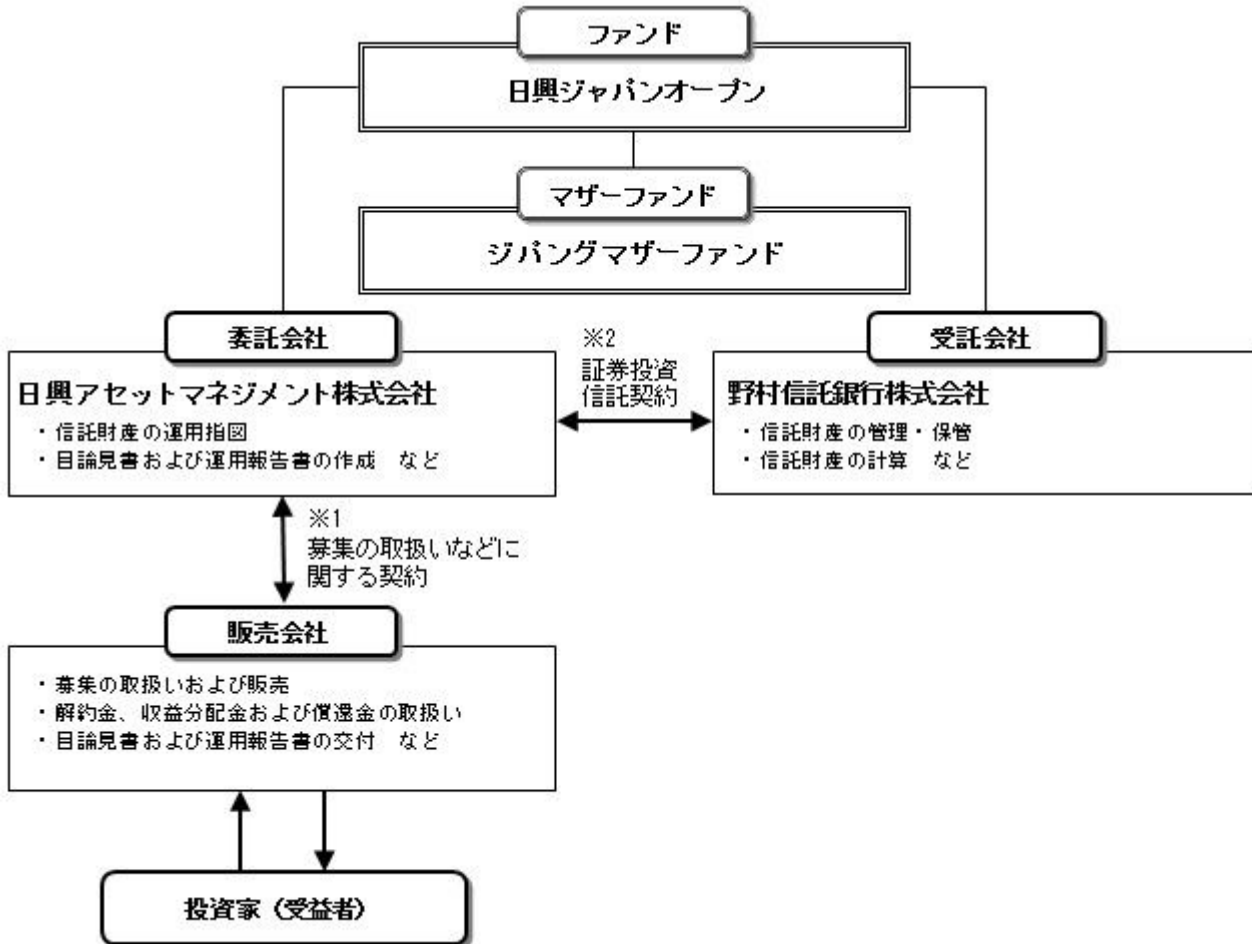 ファンド
日興ジャパンオープン
マザーファンド
ジパングマザーファンド
委託会社
日興アセットマネジメント株式会社
・信託財産の運用指図
・目論見書および運用報告書の作成 など
※2
証券投資
信託契約
受託会社
野村信託銀行株式会社
・信託財産の管理・保管
・信託財産の計算 など
※1
募集の取扱いなどに
関する契約
販売会社
・募集の取扱いおよび販売
・解約金、収益分配金および償還金の取扱い
・目論見書および運用報告書の交付 など
投資家（受益者）